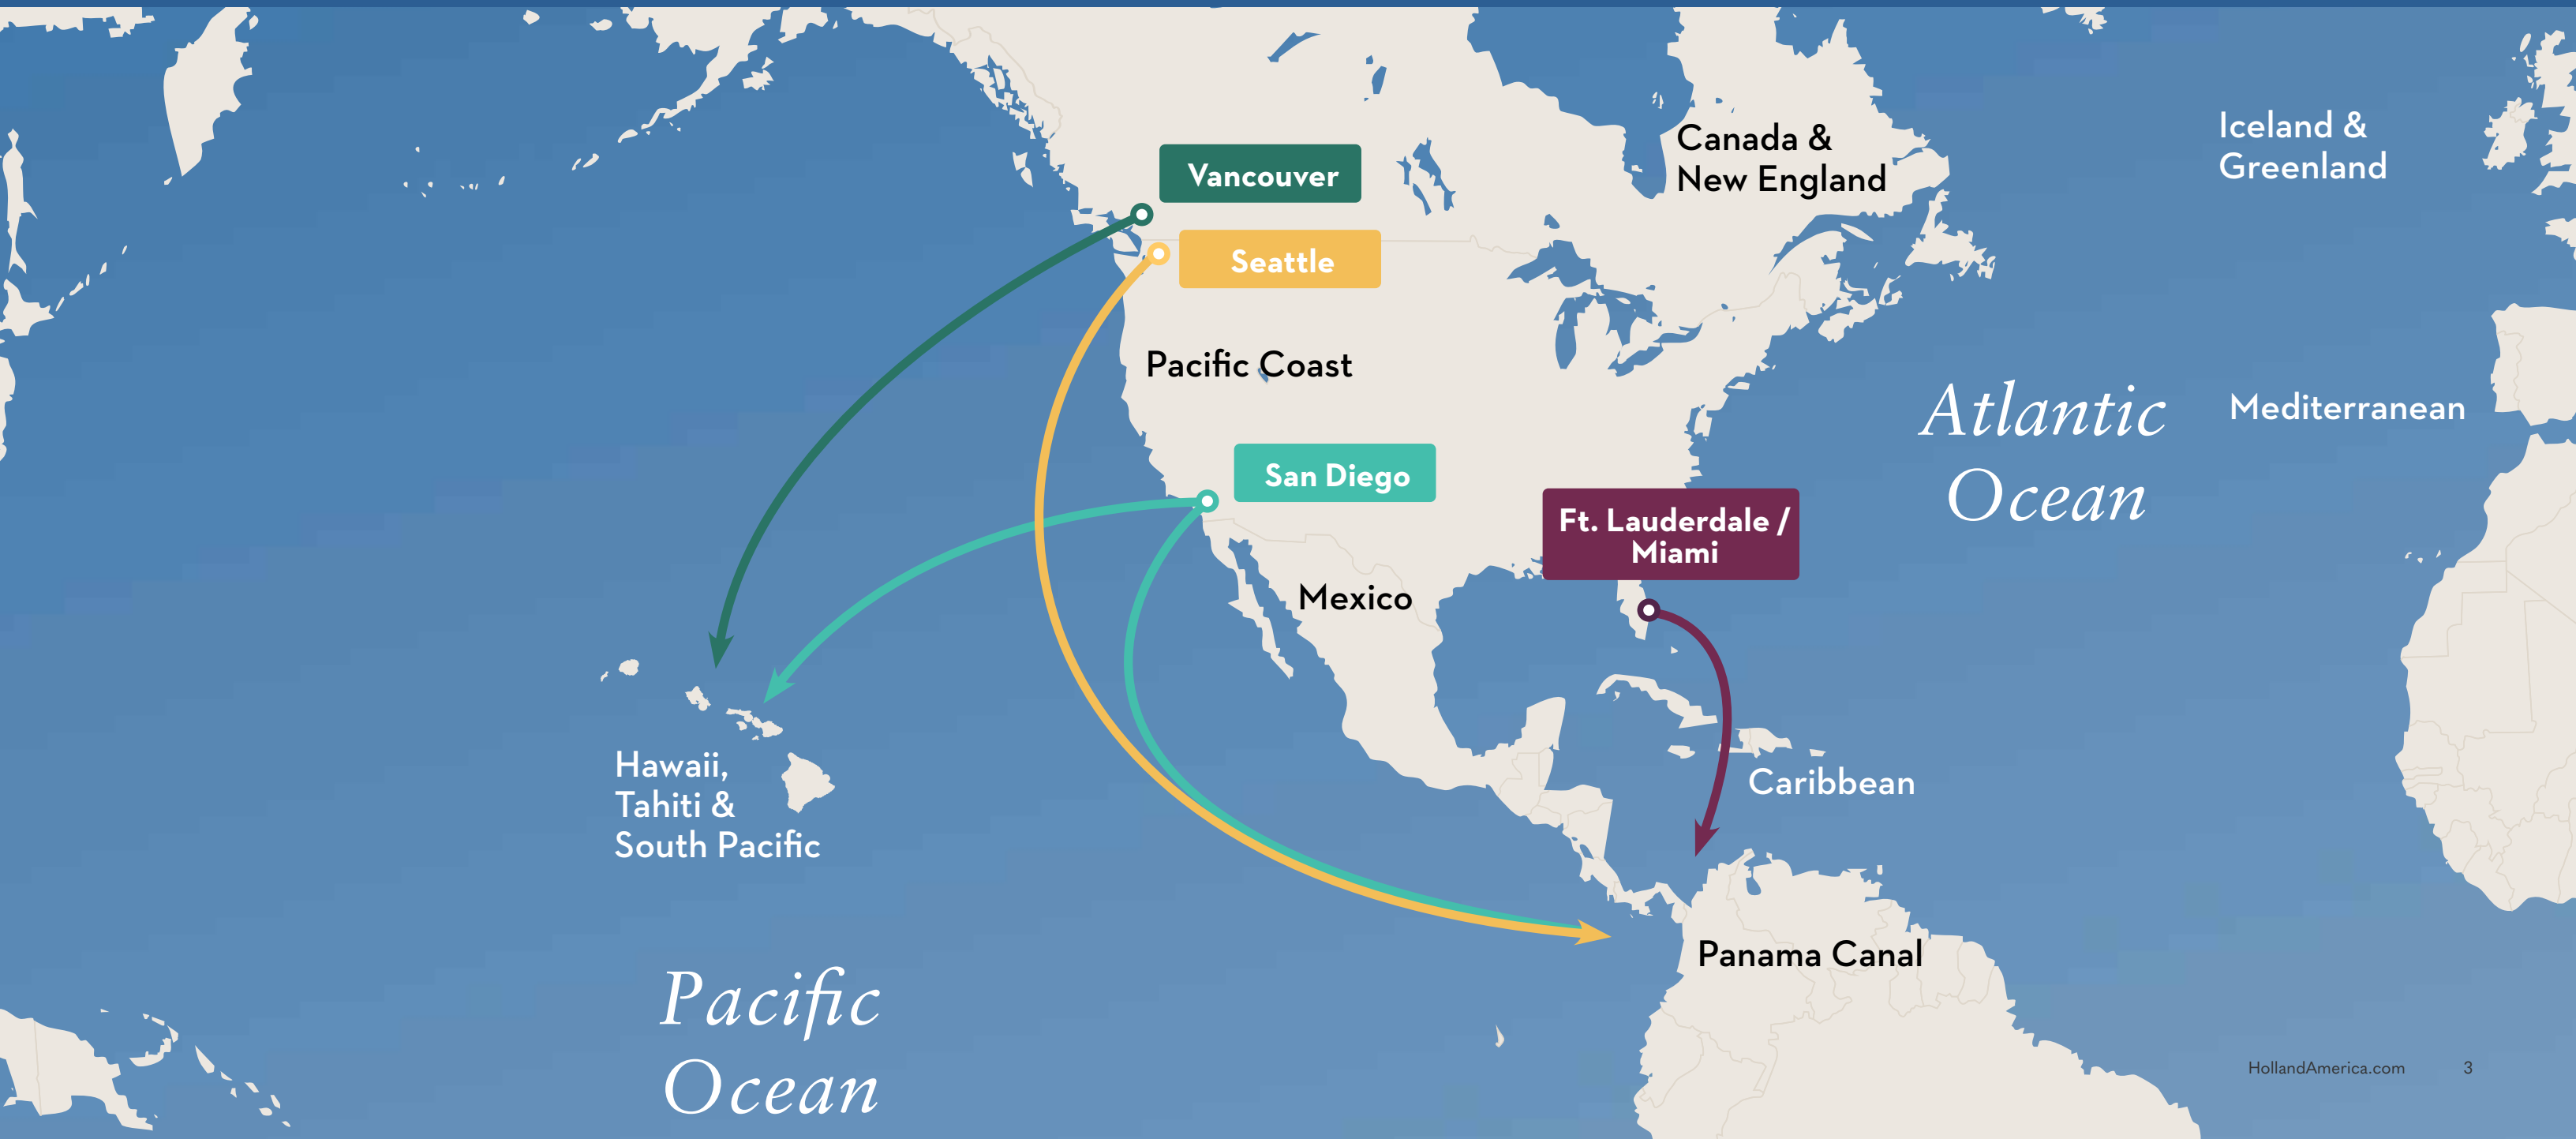 Vancouver
Seattle
Canada &
New England
Iceland &
Greenland
Pacific Coast
Atlantic
Ocean
Mediterranean
San Diego
Ft. Lauderdale /
Miami
Mexico
Hawaii,
Tahiti &
South Pacific
Caribbean
Panama Canal
Pacific
Ocean
HollandAmerica.com 3